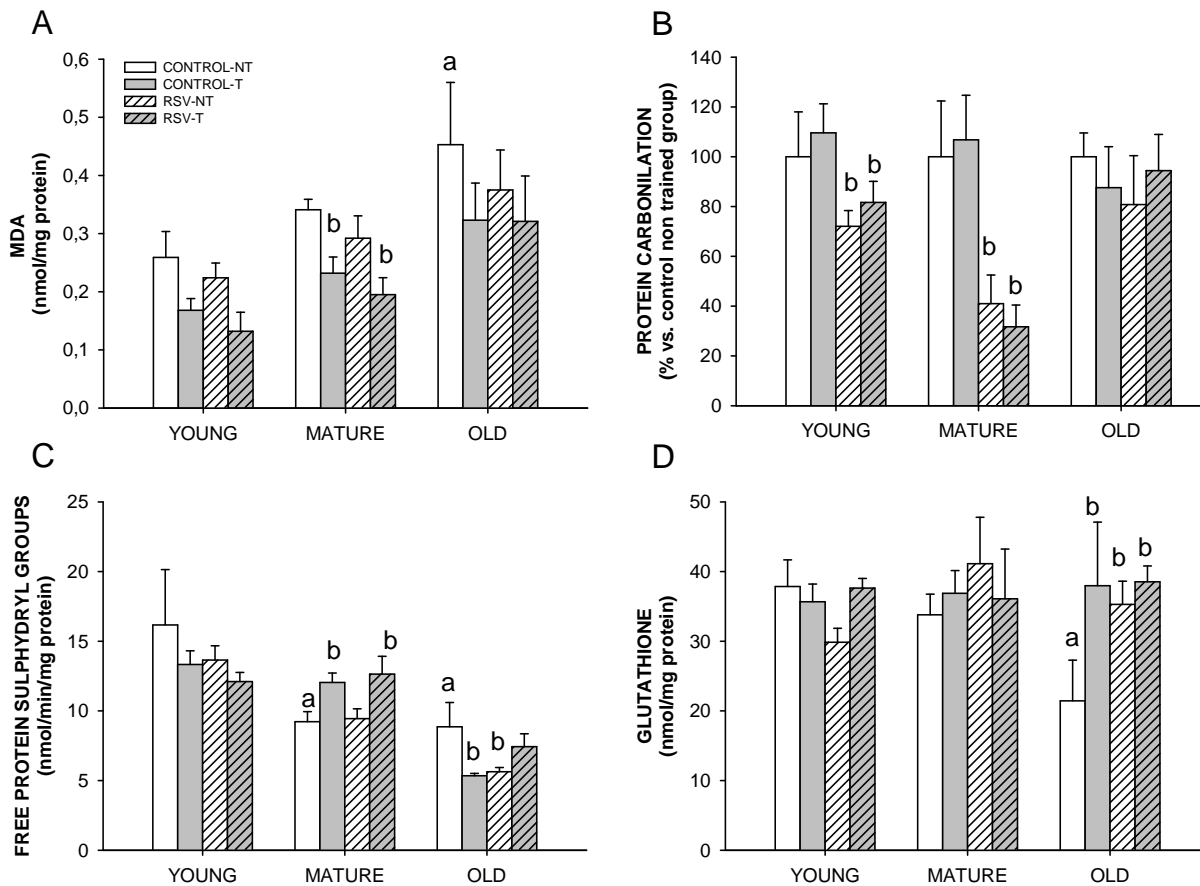 A
MDA
(nmol/mg protein)
0,6
0,5
0,4
0,3
0,2
0,1
0,0
CONTROL-NT
CONTROL-T
RSV-NT
RSV-T
a
b
b
YOUNG
MATURE
OLD
B
PROTEIN CARBONILATION
(% vs. control non trained group)
140
120
100
80
60
40
20
0
b
b
b
b
YOUNG
MATURE
OLD
C
FREE PROTEIN SULPHYDRYL GROUPS
(nmol/min/mg protein)
25
20
15
10
5
0
a
b
b
a
b
b
YOUNG
MATURE
OLD
D
GLUTATHIONE
(nmol/mg protein)
50
40
30
20
10
0
a
b
b
b
YOUNG
MATURE
OLD